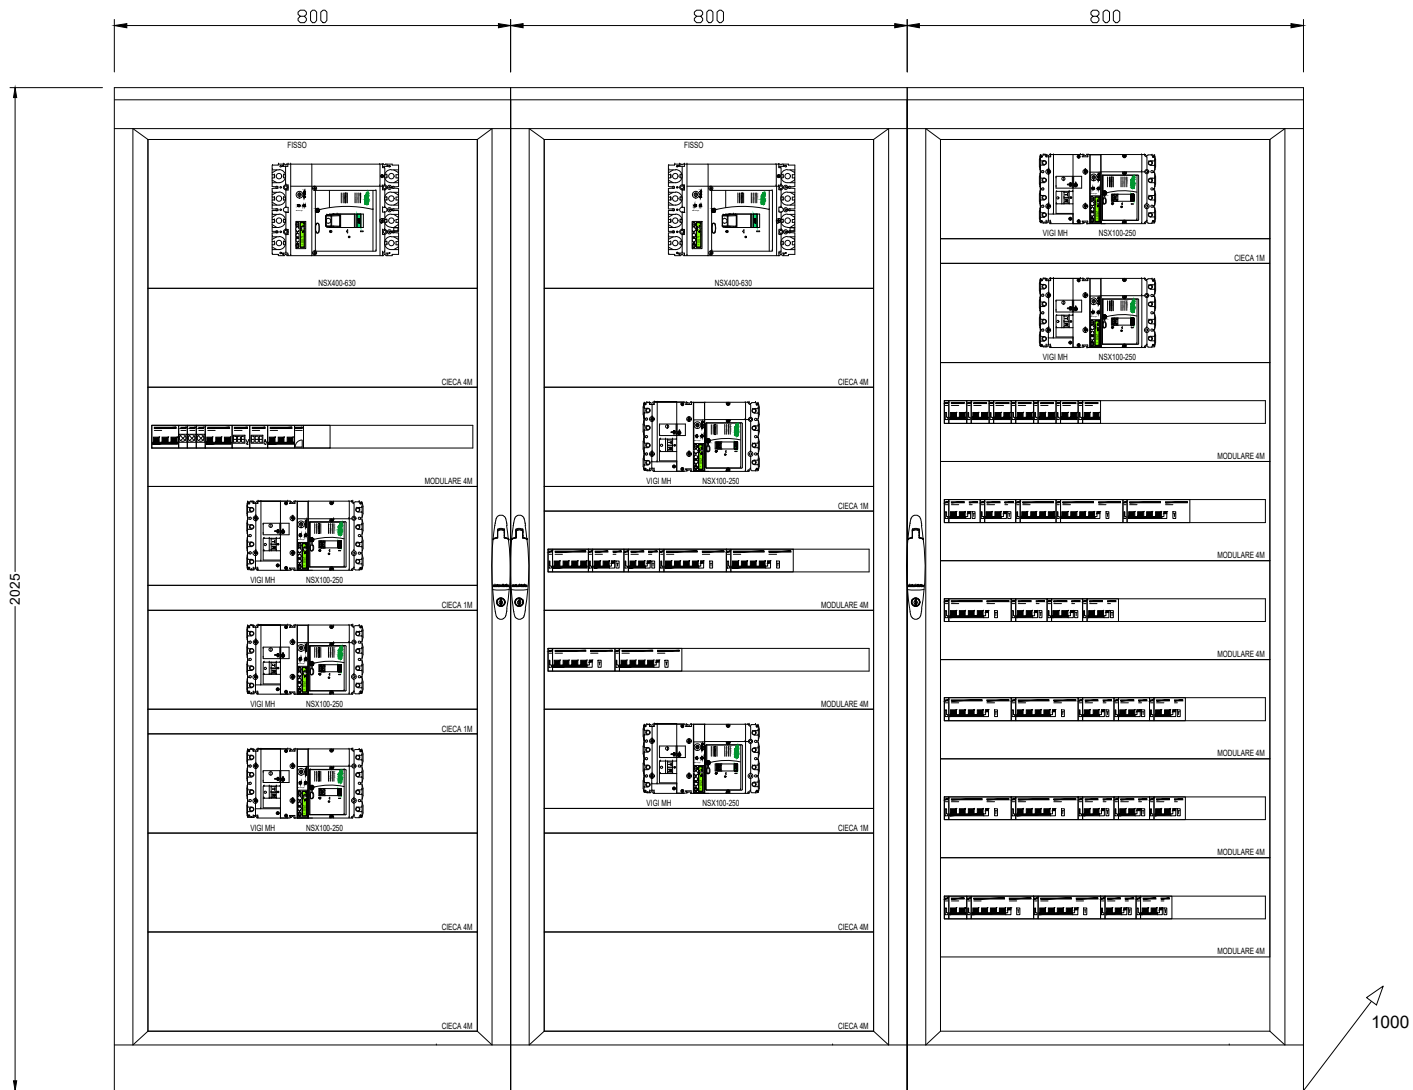 800
800
800
2025
FISSO
NSX400-630
CIECA 4M
MODULARE 4M
VIGI MH NSX100-250
CIECA 1M
VIGI MH NSX100-250
CIECA 1M
VIGI MH NSX100-250
CIECA 4M
CIECA 4M
FISSO
NSX400-630
CIECA 4M
VIGI MH NSX100-250
CIECA 1M
MODULARE 4M
MODULARE 4M
VIGI MH NSX100-250
CIECA 1M
CIECA 4M
CIECA 4M
VIGI MH NSX100-250
CIECA 1M
VIGI MH NSX100-250
MODULARE 4M
MODULARE 4M
MODULARE 4M
MODULARE 4M
MODULARE 4M
MODULARE 4M
1000